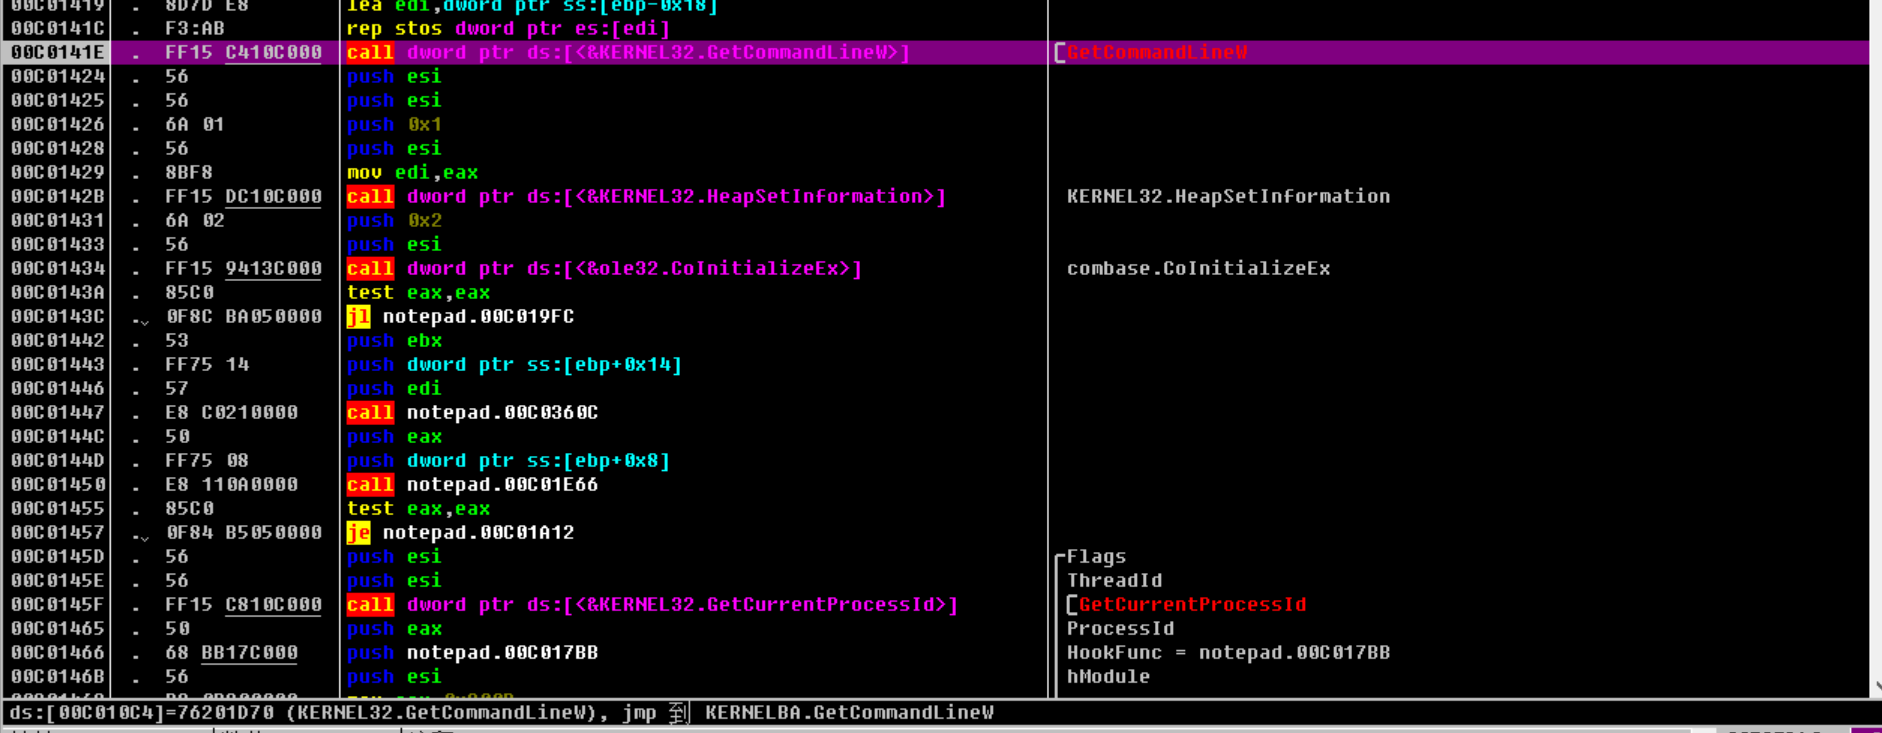 00C01419 . 8D7D E8 lea edi,dword ptr ss:[ebp-0x18]
00C0141C . F3:AB rep stos dword ptr es:[edi]
00C0141E . FF15 C410C000 call dword ptr ds:[<&KERNEL32.GetCommandLineW>] [GetCommandLineW
00C01424 . 56 push esi
00C01425 . 56 push esi
00C01426 . 6A 01 push 0x1
00C01428 . 56 push esi
00C01429 . 8BF8 mov edi,eax
00C0142B . FF15 DC10C000 call dword ptr ds:[<&KERNEL32.HeapSetInformation>] KERNEL32.HeapSetInformation
00C01431 . 6A 02 push 0x2
00C01433 . 56 push esi
00C01434 . FF15 9413C000 call dword ptr ds:[<&ole32.CoInitializeEx>] combase.CoInitializeEx
00C0143A . 85C0 test eax,eax
00C0143C . 0F8C BA050000 jl notepad.00C019FC
00C01442 . 53 push ebx
00C01443 . FF75 14 push dword ptr ss:[ebp+0x14]
00C01446 . 57 push edi
00C01447 . E8 C0210000 call notepad.00C0360C
00C0144C . 50 push eax
00C0144D . FF75 08 push dword ptr ss:[ebp+0x8]
00C01450 . E8 110A0000 call notepad.00C01E66
00C01455 . 85C0 test eax,eax
00C01457 . 0F84 B5050000 je notepad.00C01A12
00C0145D . 56 push esi Flags
00C0145E . 56 push esi ThreadId
00C0145F . FF15 C810C000 call dword ptr ds:[<&KERNEL32.GetCurrentProcessId>] [GetCurrentProcessId
00C01465 . 50 push eax ProcessId
00C01466 . 68 BB17C000 push notepad.00C017BB HookFunc = notepad.00C017BB
00C0146B . 56 push esi hModule
ds:[00C010C4]=76201D70 (KERNEL32.GetCommandLineW), jmp 到 KERNELBA.GetCommandLineW